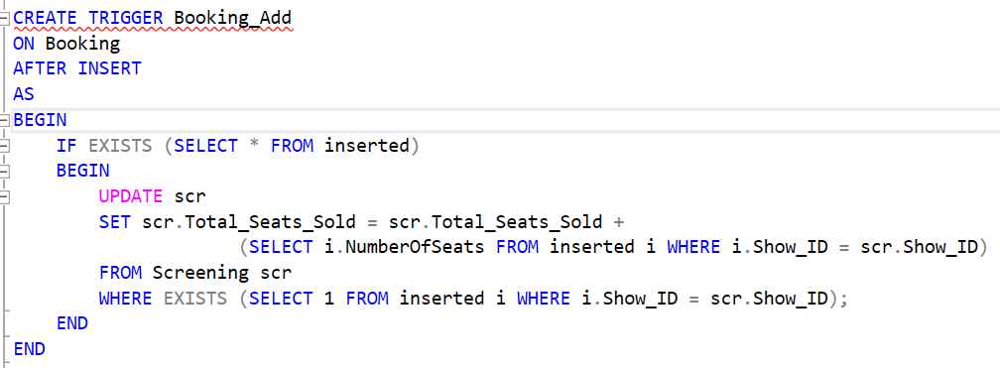 CREATE TRIGGER Booking_Add
ON Booking
AFTER INSERT
AS
BEGIN
    IF EXISTS (SELECT * FROM inserted)
    BEGIN
        UPDATE scr
        SET scr.Total_Seats_Sold = scr.Total_Seats_Sold +
                     (SELECT i.NumberOfSeats FROM inserted i WHERE i.Show_ID = scr.Show_ID)
        FROM Screening scr
        WHERE EXISTS (SELECT 1 FROM inserted i WHERE i.Show_ID = scr.Show_ID);
    END
END